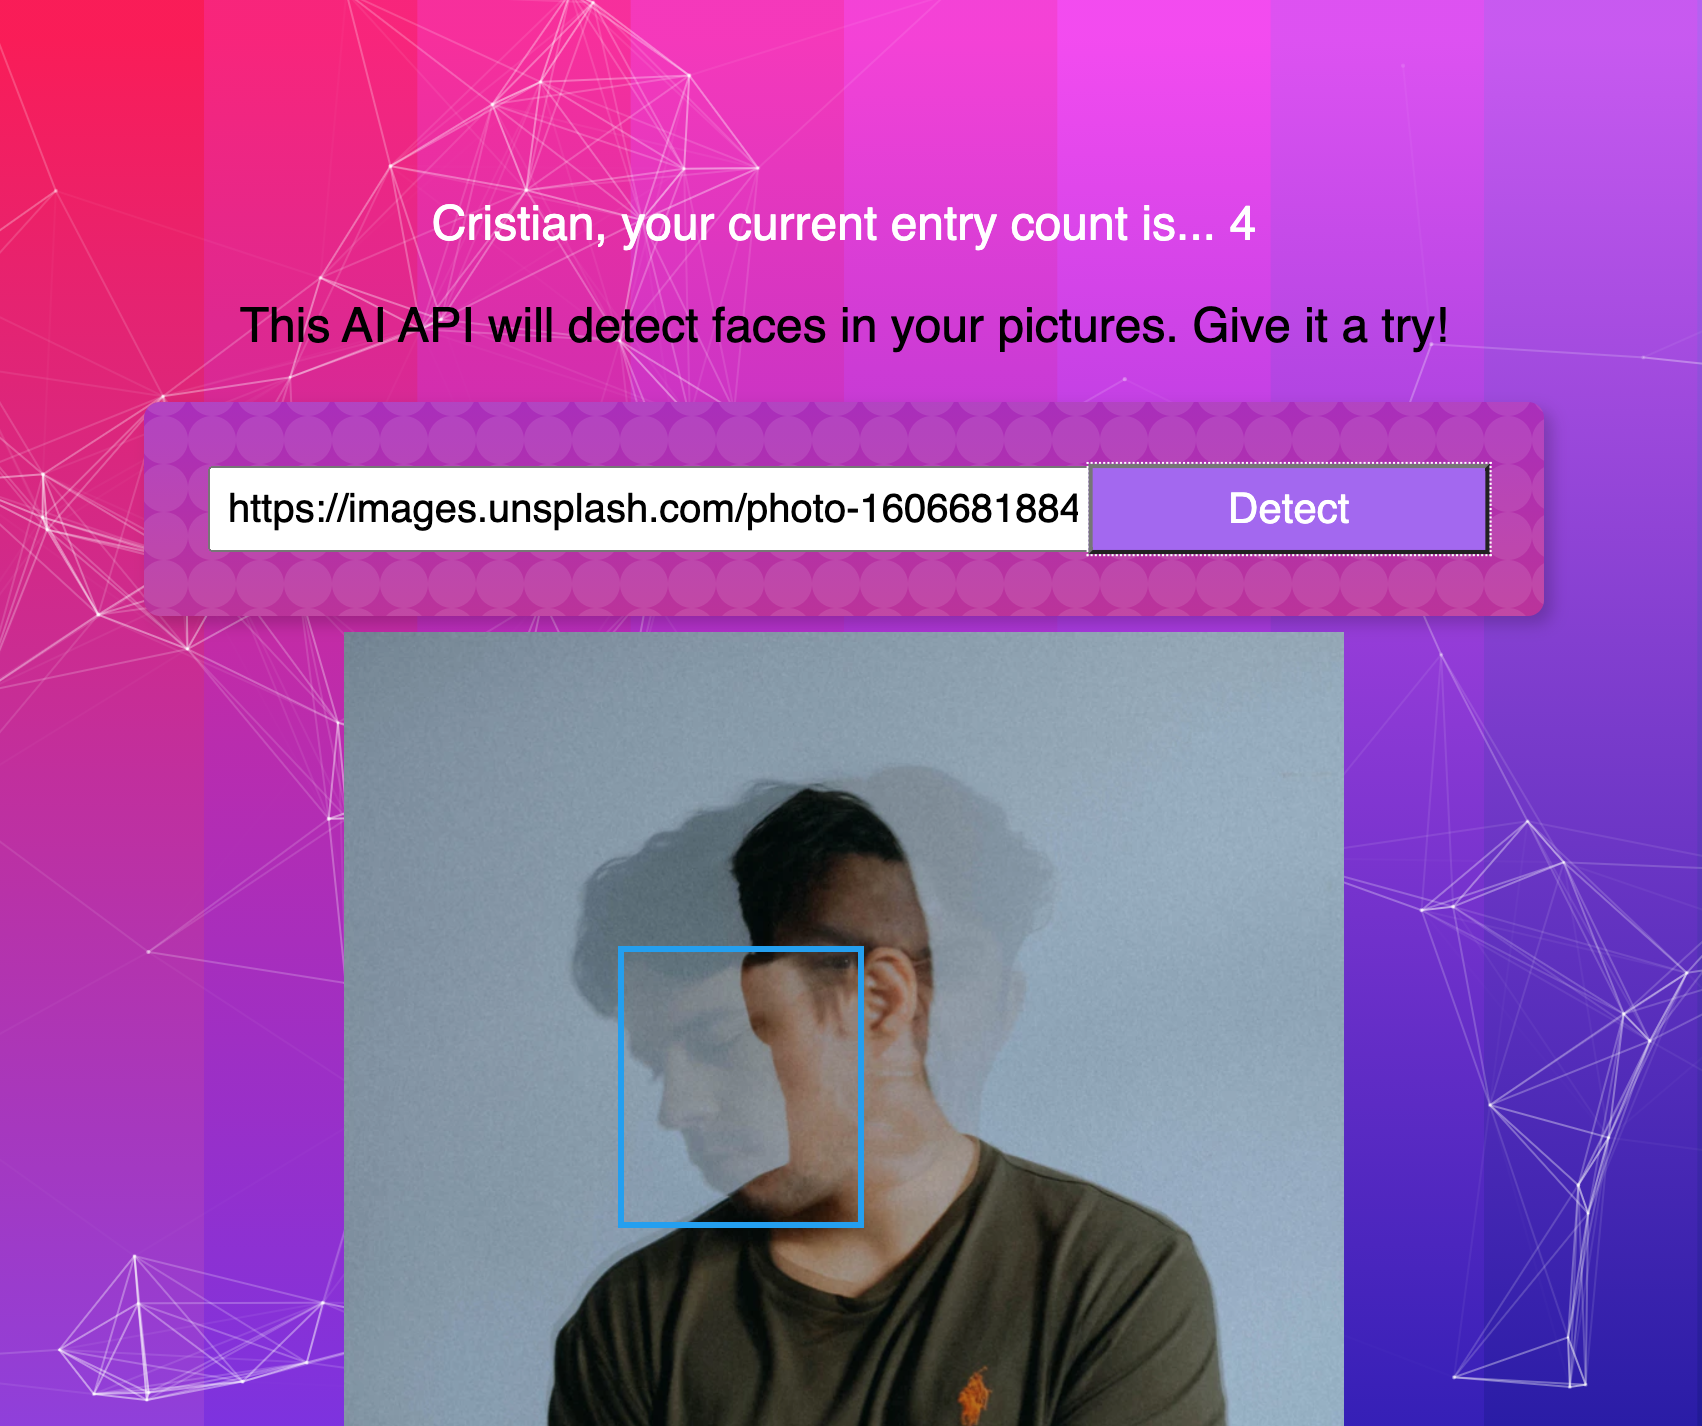 Cristian, your current entry count is... 4
This AI API will detect faces in your pictures. Give it a try!
https://images.unsplash.com/photo-1606681884 Detect